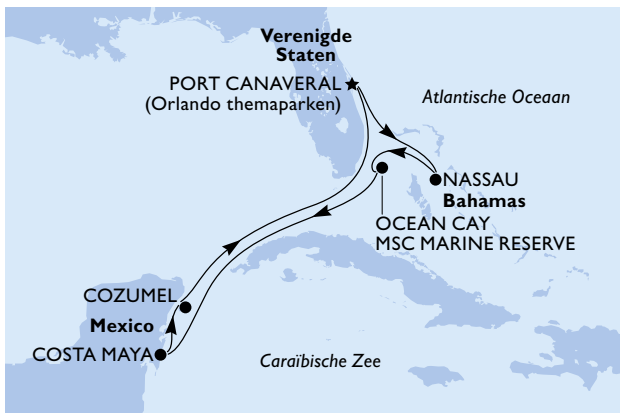 Verenigde
Staten
PORT CANAVERAL
(Orlando themaparken)
Atlantische Oceaan
NASSAU
Bahamas
OCEAN CAY
MSC MARINE RESERVE
COZUMEL
Mexico
COSTA MAYA
Caraïbische Zee